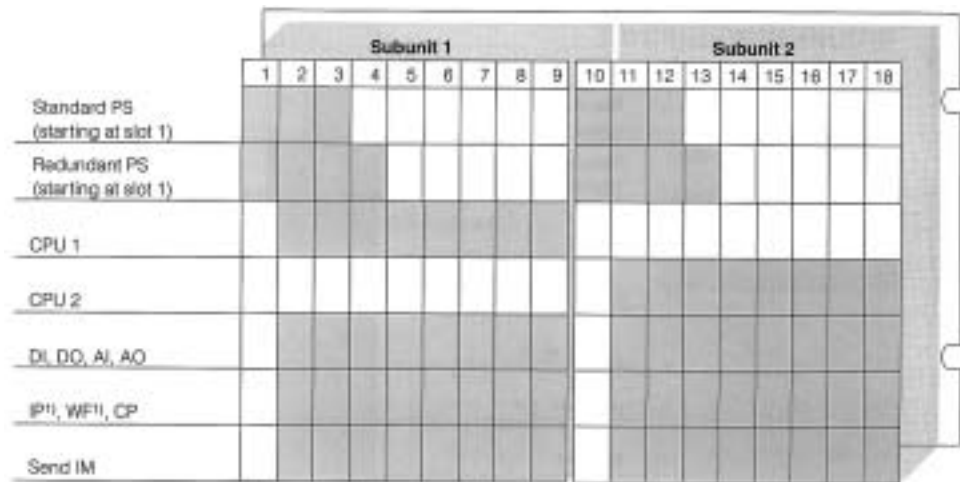 Subunit 1 Subunit 2
1 2 3 4 5 6 7 8 9 10 11 12 13 14 15 16 17 18
Standard PS
(starting at slot 1)
Redundant PS
(starting at slot 1)
CPU 1
CPU 2
DI, DO, AI, AO
IP1), WF1), CP
Send IM